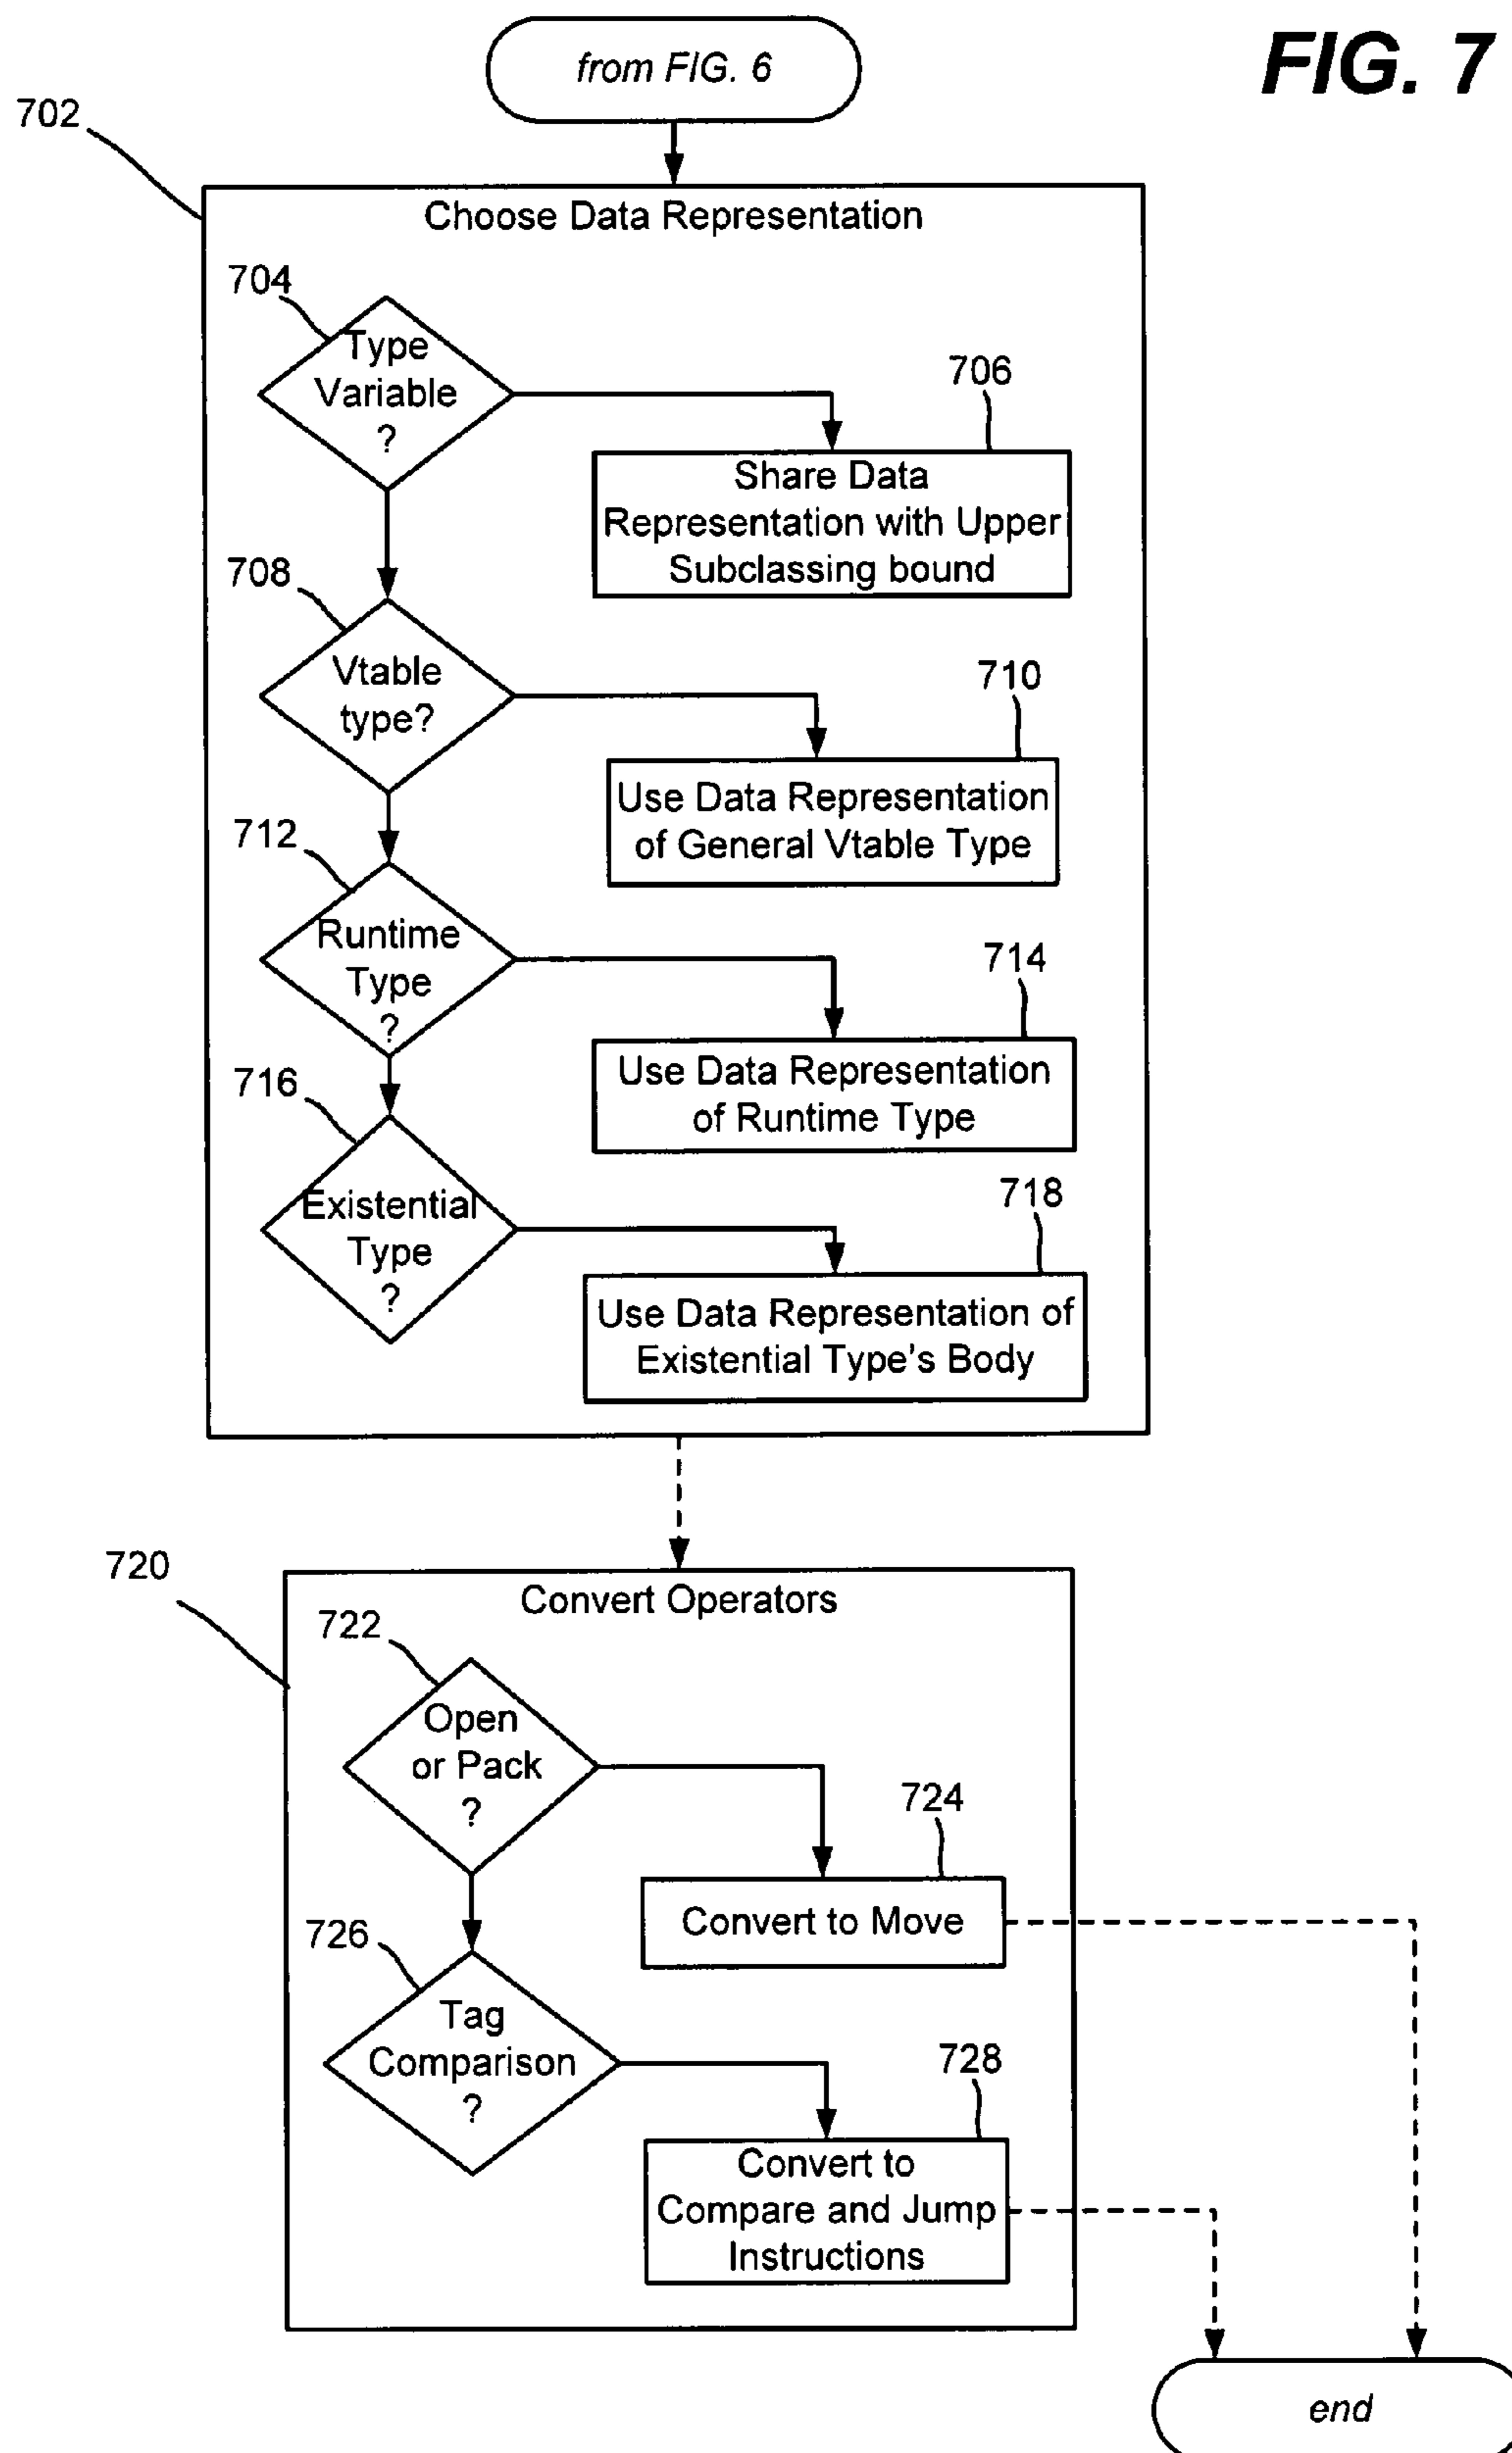 from FIG. 6
FIG. 7
702
Choose Data Representation
704
Type
Variable
?
706
Share Data
Representation with Upper
Subclassing bound
708
Vtable
type?
710
Use Data Representation
of General Vtable Type
712
Runtime
Type
?
714
Use Data Representation
of Runtime Type
716
Existential
Type
?
718
Use Data Representation of
Existential Type's Body
720
Convert Operators
722
Open
or Pack
?
724
Convert to Move
726
Tag
Comparison
?
728
Convert to
Compare and Jump
Instructions
end